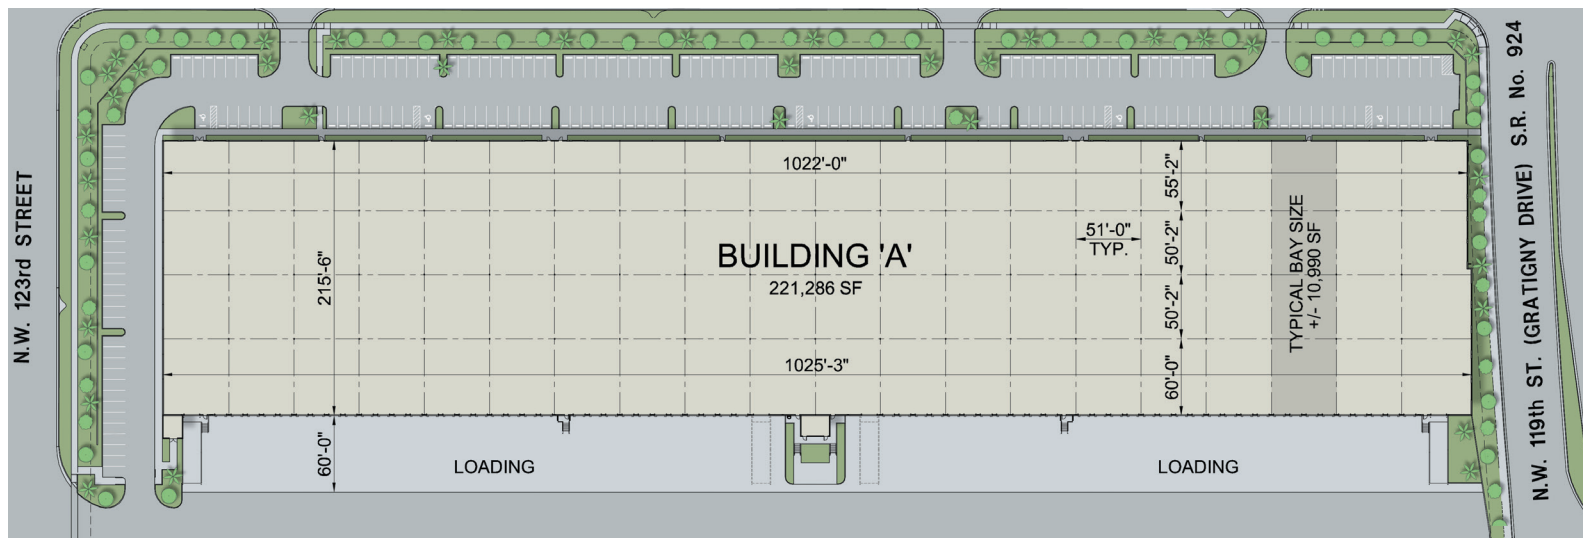 N.W. 123rd STREET
1022'-0"
55'-2"
51'-0"
TYP.
50'-2"
BUILDING 'A'
221,286 SF
215'-6"
TYPICAL BAY SIZE
+/- 10,990 SF
50'-2"
1025'-3"
60'-0"
60'-0"
LOADING
LOADING
N.W. 119th ST. (GRATIGNY DRIVE) S.R. No. 924